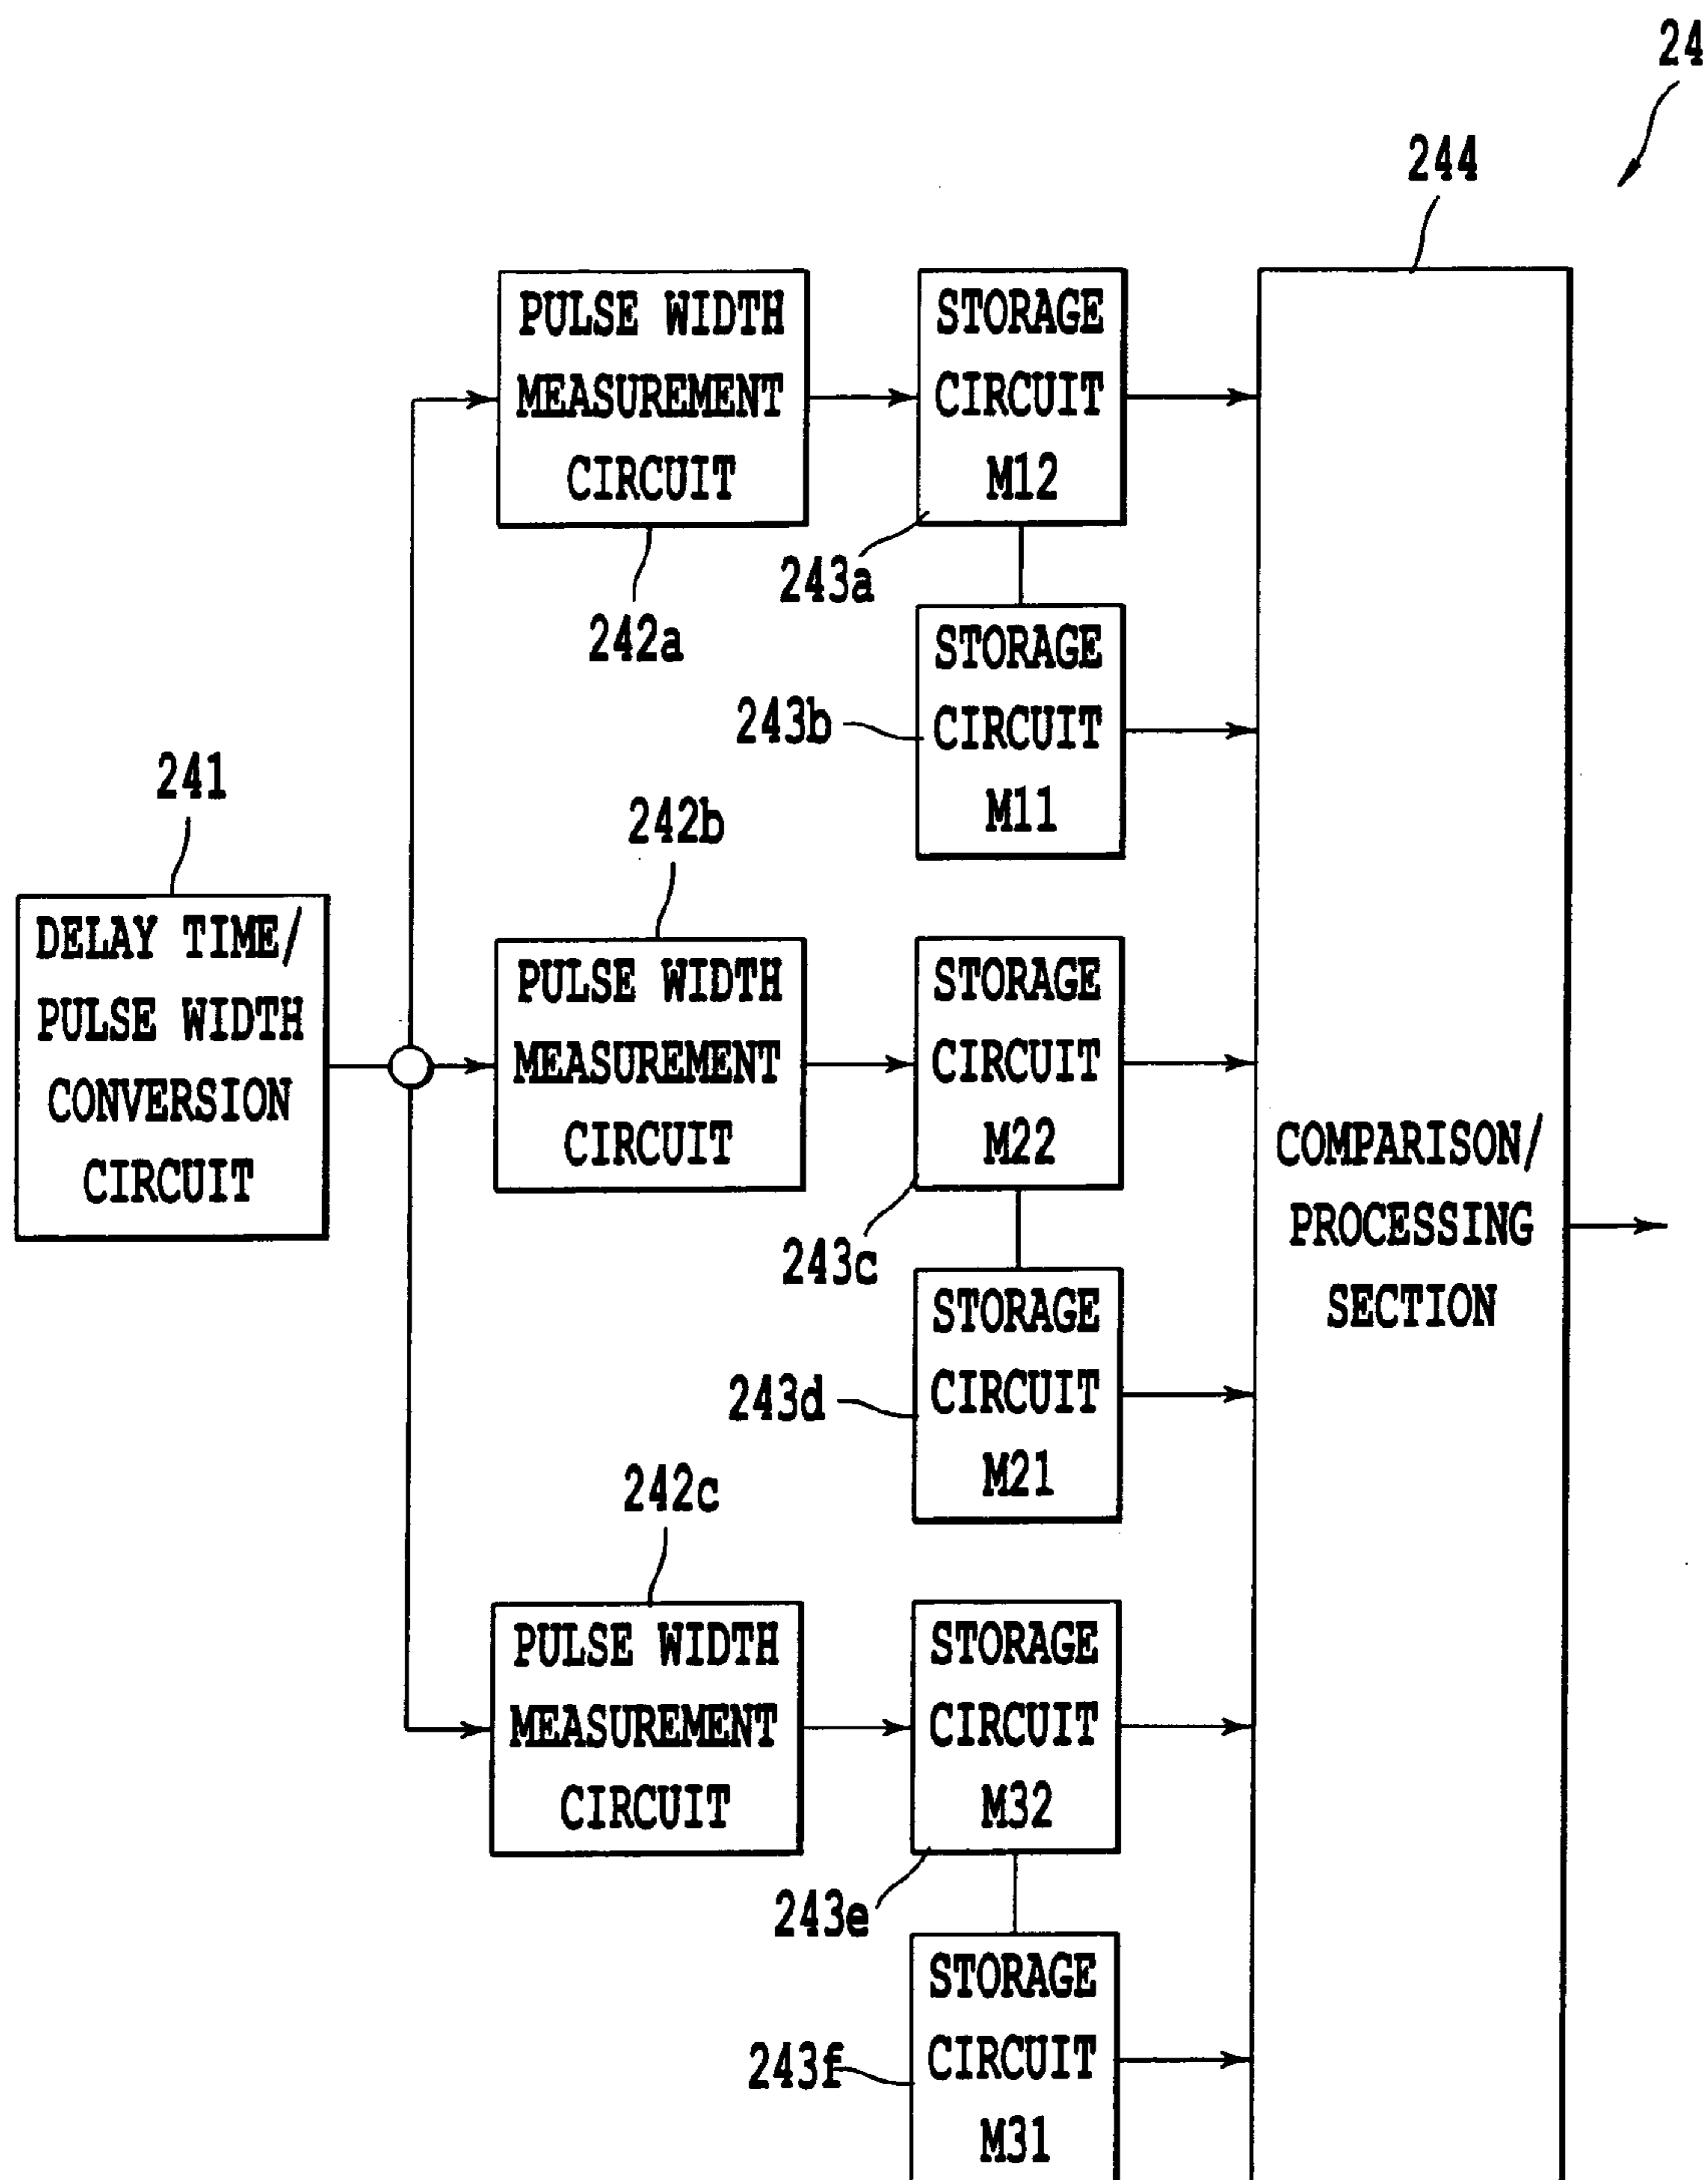 24
244
PULSE WIDTH
MEASUREMENT
CIRCUIT
242a
STORAGE
CIRCUIT
M12
243a
STORAGE
CIRCUIT
M11
243b
241
DELAY TIME/
PULSE WIDTH
CONVERSION
CIRCUIT
242b
PULSE WIDTH
MEASUREMENT
CIRCUIT
STORAGE
CIRCUIT
M22
243c
STORAGE
CIRCUIT
M21
243d
COMPARISON/
PROCESSING
SECTION
242c
PULSE WIDTH
MEASUREMENT
CIRCUIT
STORAGE
CIRCUIT
M32
243e
STORAGE
CIRCUIT
M31
243f